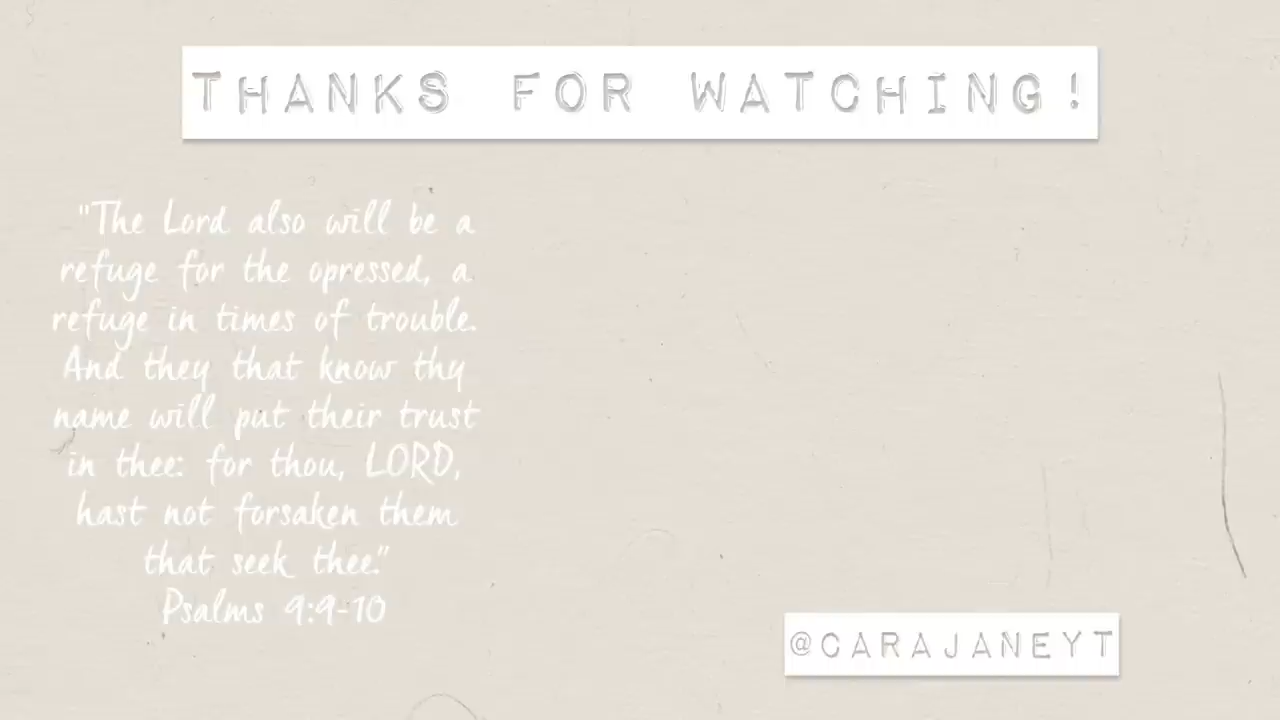 THANKS FOR WATCHING!
"The Lord also will be a
refuge for the opressed, a
refuge in times of trouble.
And they that know thy
name will put their trust
in thee: for thou, LORD,
hast not forsaken them
that seek thee."
Psalms 9:9-10
@CARAJANEYT